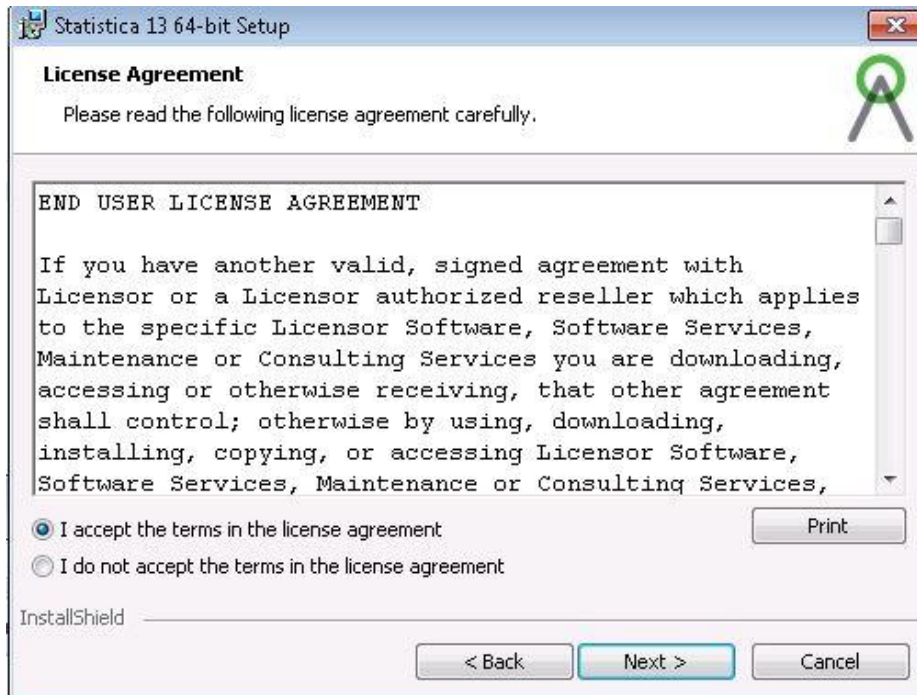 Statistica 13 64-bit Setup
License Agreement
Please read the following license agreement carefully.
END USER LICENSE AGREEMENT
If you have another valid, signed agreement with
Licensor or a Licensor authorized reseller which applies
to the specific Licensor Software, Software Services,
Maintenance or Consulting Services you are downloading,
accessing or otherwise receiving, that other agreement
shall control; otherwise by using, downloading,
installing, copying, or accessing Licensor Software,
Software Services, Maintenance or Consulting Services,
I accept the terms in the license agreement
Print
I do not accept the terms in the license agreement
InstallShield
< Back Next > Cancel